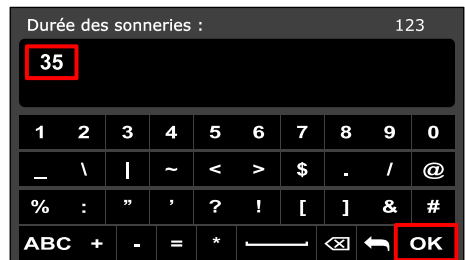 Durée des sonneries : 123
35
1 2 3 4 5 6 7 8 9 0
_ \ | ~ < > $ . / @
% : " ' ? ! [ ] & #
ABC + - = * OK